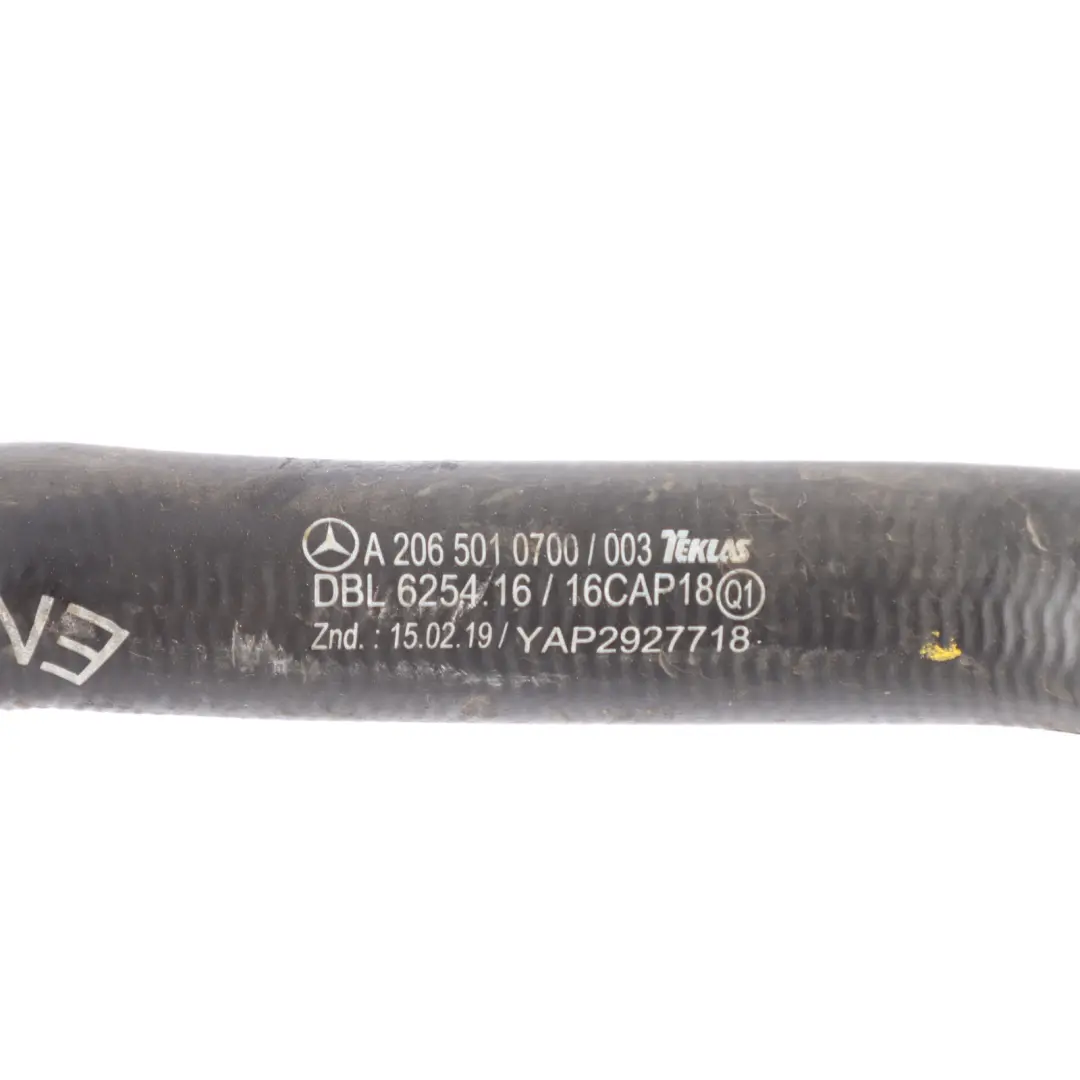 A 206 501 0700 / 003 TEKLAS
DBL 6254.16 / 16CAP18 Q1
Znd. : 15.02.19 / YAP2927718